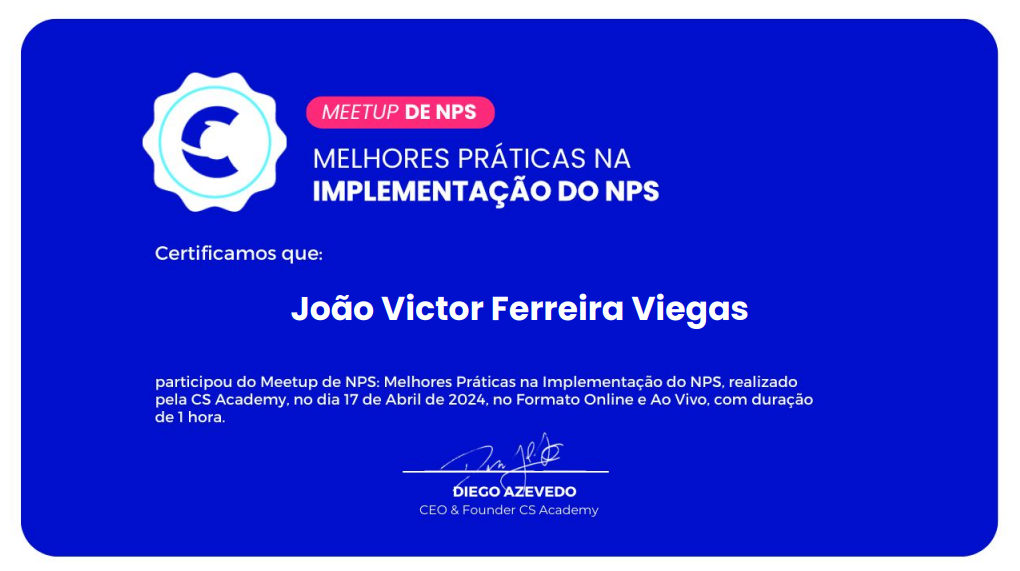 MEETUP DE NPS
MELHORES PRÁTICAS NA
IMPLEMENTAÇÃO DO NPS
Certificamos que:
João Victor Ferreira Viegas
participou do Meetup de NPS: Melhores Práticas na Implementação do NPS, realizado
pela CS Academy, no dia 17 de Abril de 2024, no Formato Online e Ao Vivo, com duração
de 1 hora.
DIEGO AZEVEDO
CEO & Founder CS Academy